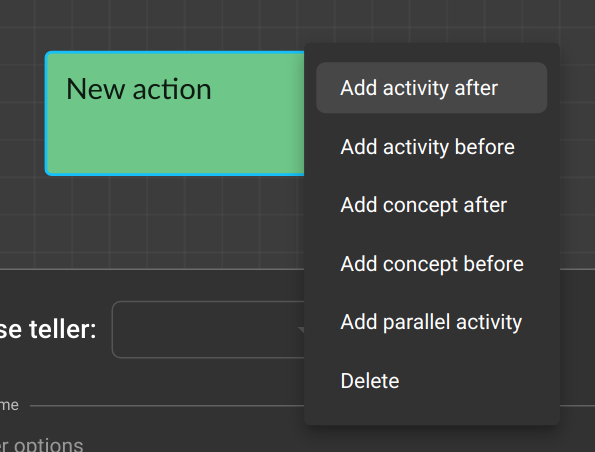 New action
Add activity after
Add activity before
Add concept after
Add concept before
Add parallel activity
Delete
se teller:
me
er options